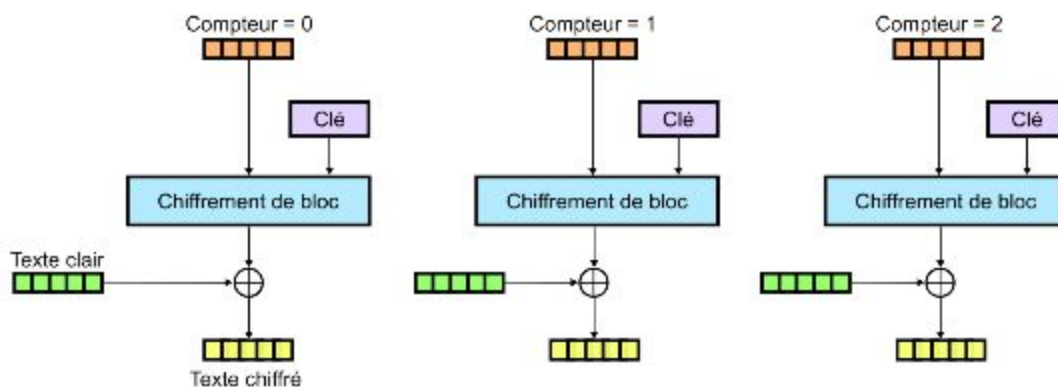 Compteur = 0
Compteur = 1
Compteur = 2
Clé
Clé
Clé
Chiffrement de bloc
Chiffrement de bloc
Chiffrement de bloc
Texte clair
Texte chiffré